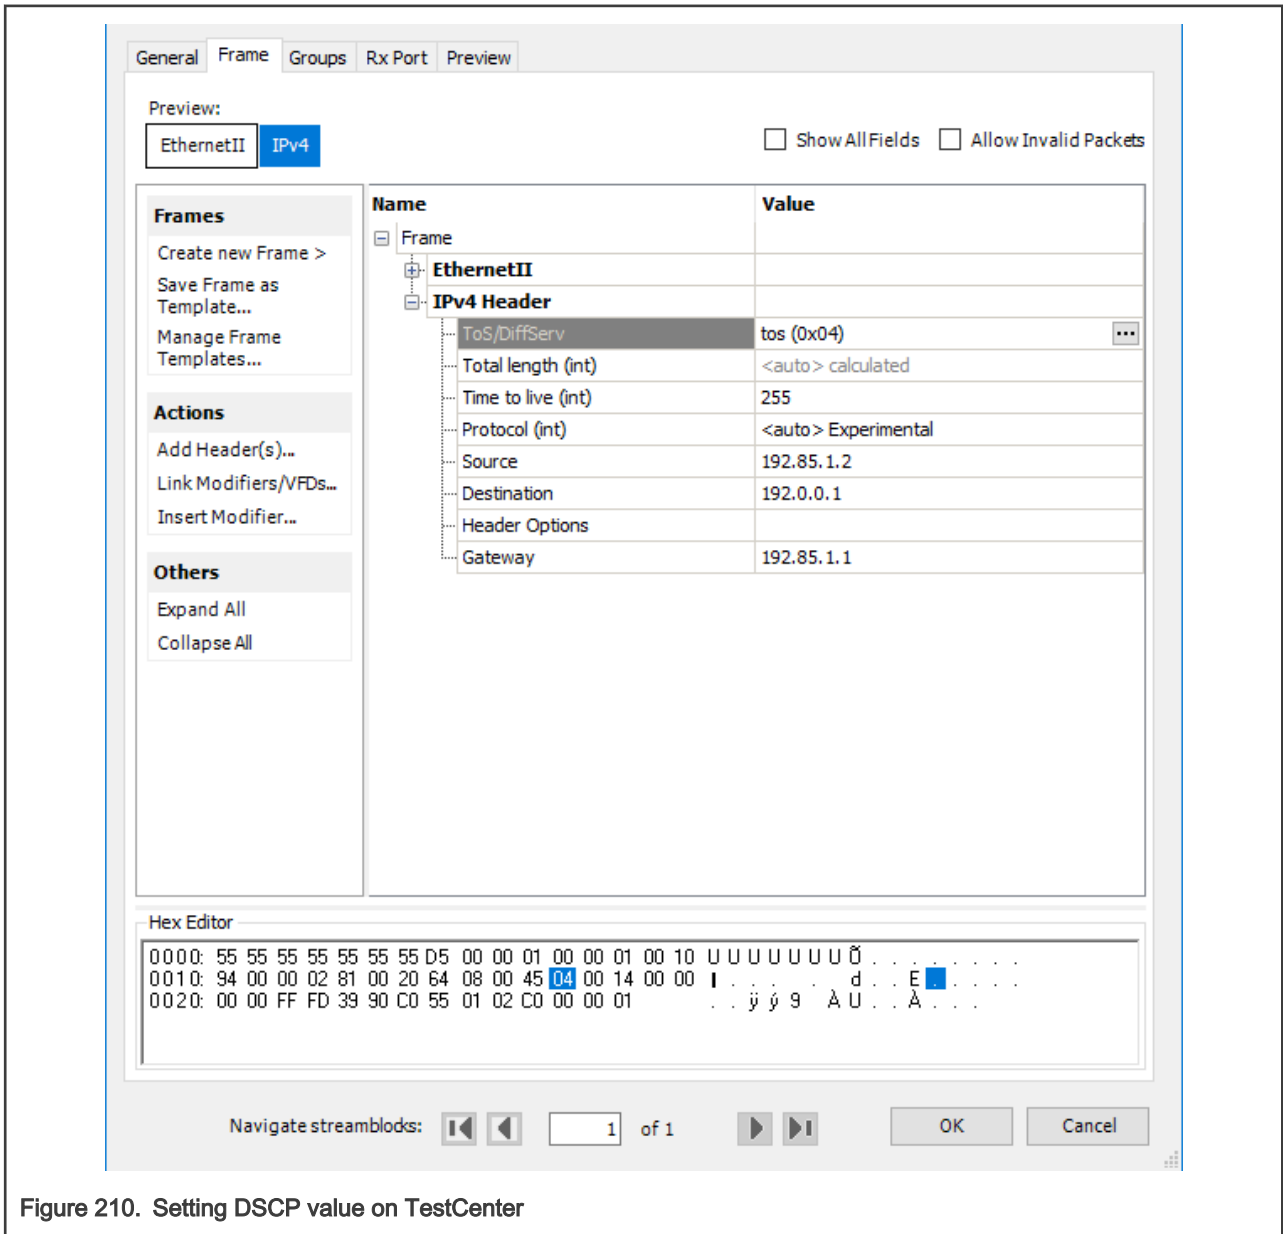 General Frame Groups Rx Port Preview
Preview:
EthernetII IPv4
Show All Fields Allow Invalid Packets
Frames
Create new Frame >
Save Frame as
Template...
Manage Frame
Templates...
Actions
Add Header(s)...
Link Modifiers/VFDs...
Insert Modifier...
Others
Expand All
Collapse All
Name Value
Frame
EthernetII
IPv4 Header
ToS/DiffServ tos (0x04)
Total length (int) <auto> calculated
Time to live (int) 255
Protocol (int) <auto> Experimental
Source 192.85.1.2
Destination 192.0.0.1
Header Options
Gateway 192.85.1.1
Hex Editor
0000: 55 55 55 55 55 55 55 D5 00 00 01 00 00 01 00 10 U U U U U U U Õ . . . . . . . .
0010: 94 00 00 02 81 00 20 64 08 00 45 04 00 14 00 00 . . . . d . . E . . . . .
0020: 00 00 FF FD 39 90 C0 55 01 02 C0 00 00 01 . . ÿ ý 9 À U . . À . . .
Navigate streamblocks: 1 of 1 OK Cancel
Figure 210. Setting DSCP value on TestCenter